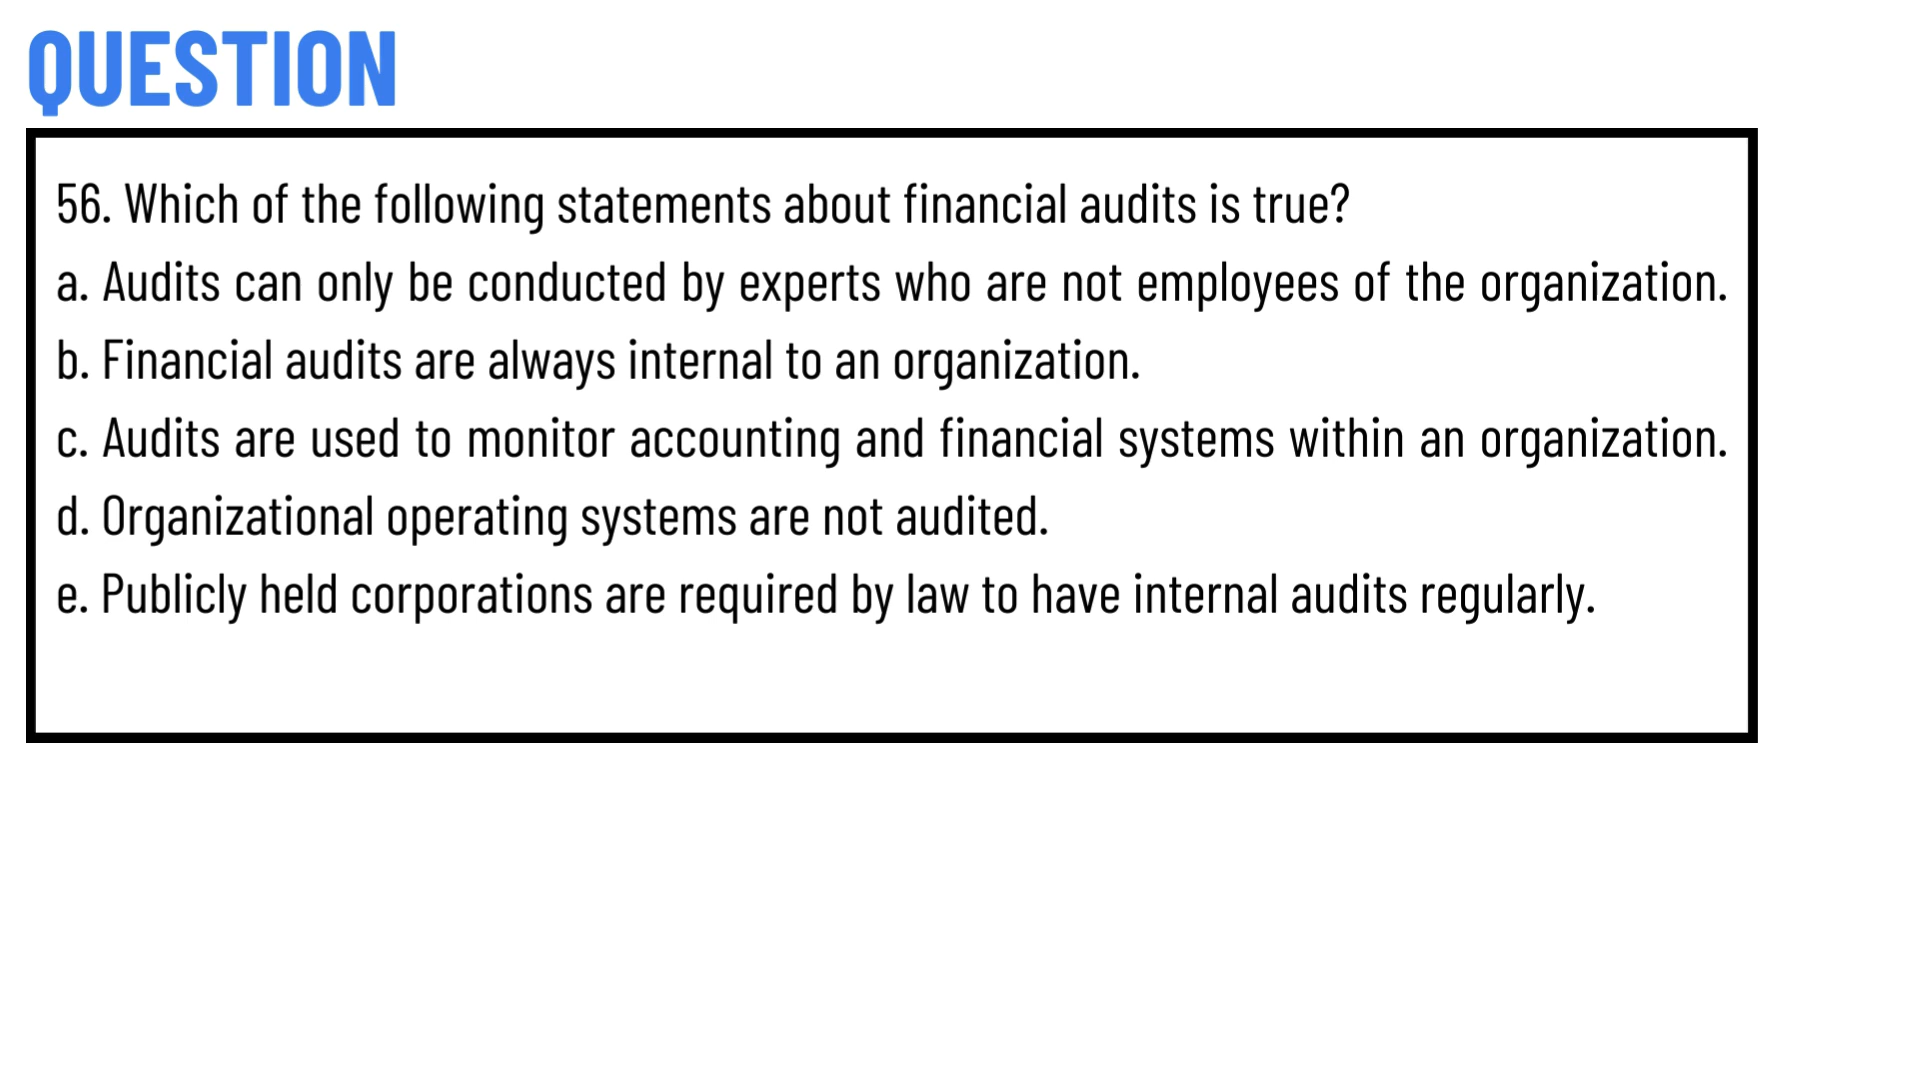 QUESTION
56. Which of the following statements about financial audits is true?
a. Audits can only be conducted by experts who are not employees of the organization.
b. Financial audits are always internal to an organization.
c. Audits are used to monitor accounting and financial systems within an organization.
d. Organizational operating systems are not audited.
e. Publicly held corporations are required by law to have internal audits regularly.